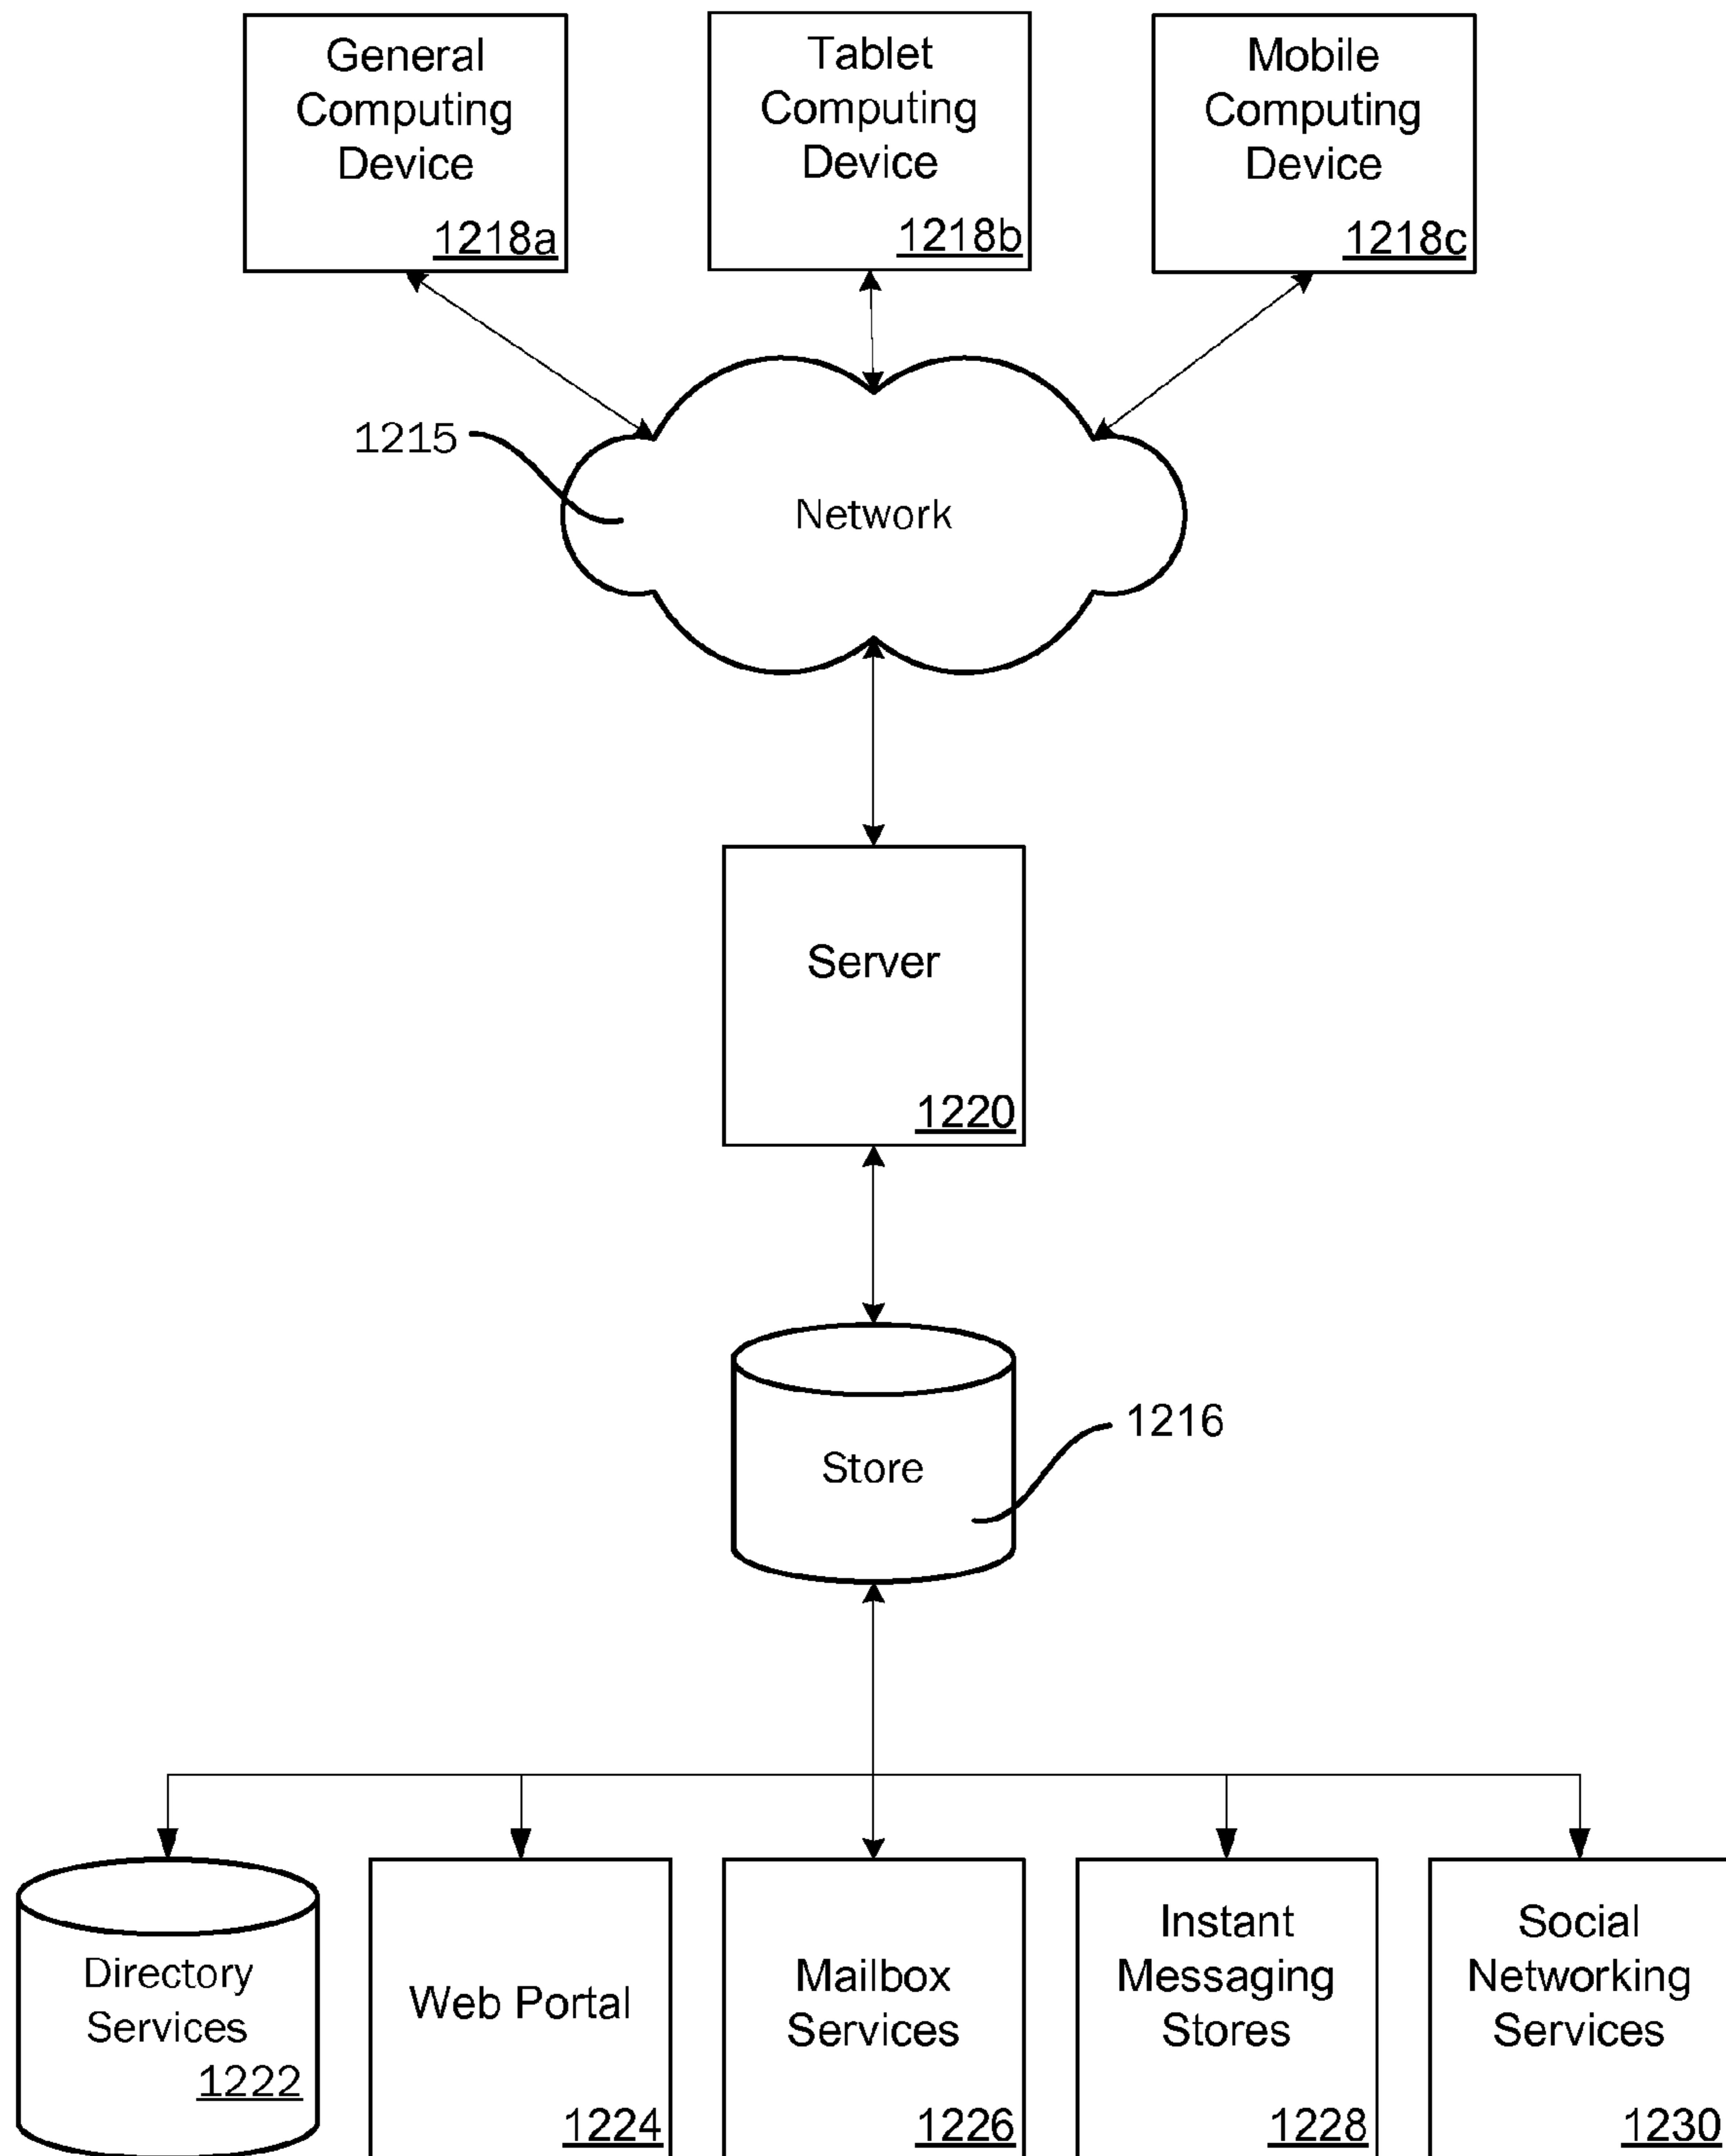 General
Computing
Device
1218a
Tablet
Computing
Device
1218b
Mobile
Computing
Device
1218c
1215
Network
Server
1220
Store
1216
Directory
Services
1222
Web Portal
1224
Mailbox
Services
1226
Instant
Messaging
Stores
1228
Social
Networking
Services
1230